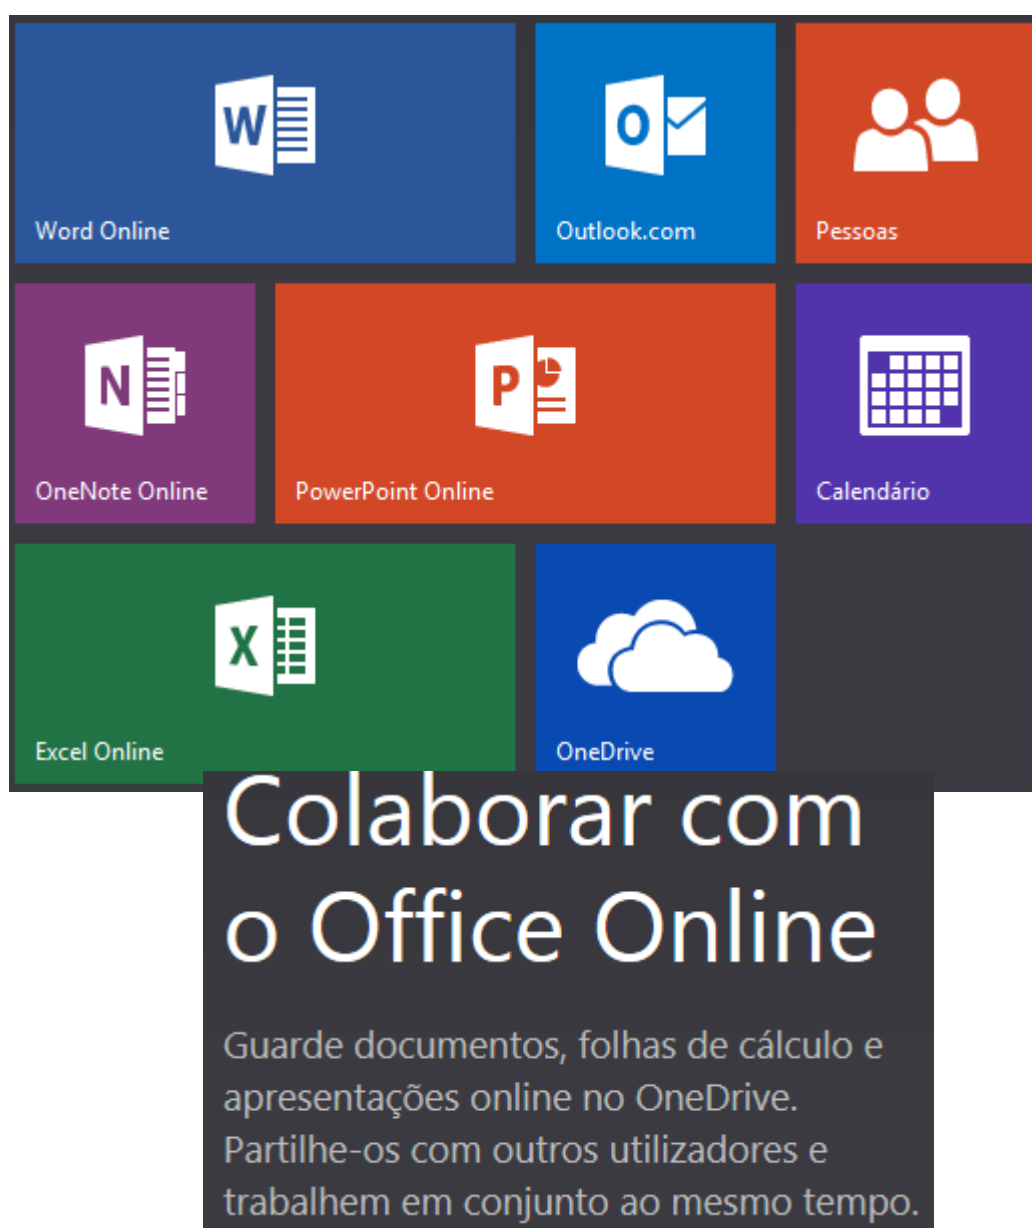 W
O
Word Online
Outlook.com
Pessoas
N
P
OneNote Online
PowerPoint Online
Calendário
X
Excel Online
OneDrive
Colaborar com
o Office Online
Guarde documentos, folhas de cálculo e
apresentações online no OneDrive.
Partilhe-os com outros utilizadores e
trabalhem em conjunto ao mesmo tempo.